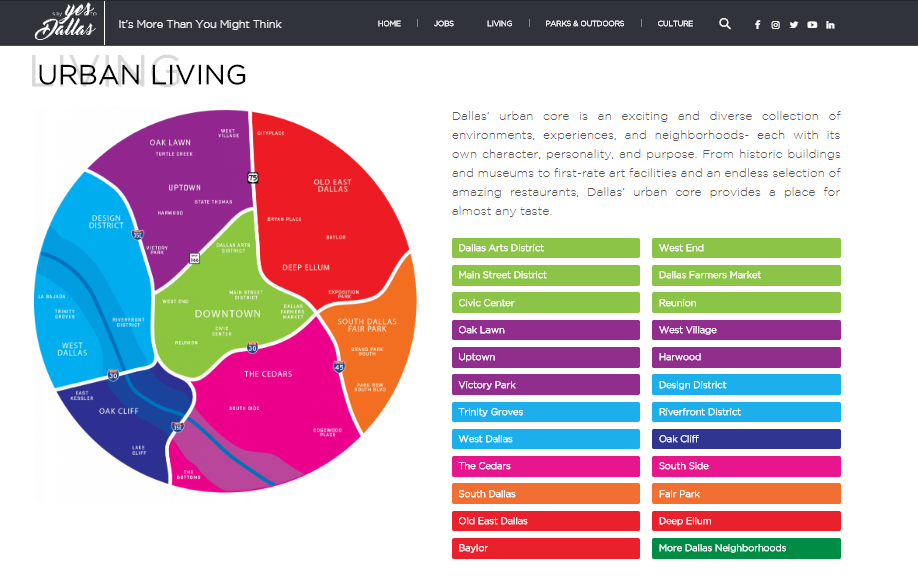 SAY yes TO
Dallas
It's More Than You Might Think
HOME
JOBS
LIVING
PARKS & OUTDOORS
CULTURE
LIVING
URBAN LIVING
WEST
VILLAGE
CITYPLACE
OAK LAWN
TURTLE CREEK
75
UPTOWN
OLD EAST
DALLAS
STATE THOMAS
HARWOOD
BRYAN PLACE
DESIGN
DISTRICT
BAYLOR
VICTORY
PARK
DALLAS ARTS
DISTRICT
366
DEEP ELLUM
LA BAJADA
WEST END
MAIN STREET
DISTRICT
EXPOSITION
PARK
TRINITY
GROVES
RIVERFRONT
DISTRICT
DOWNTOWN
DALLAS
FARMERS
MARKET
SOUTH DALLAS
FAIR PARK
CIVIC
CENTER
WEST
DALLAS
REUNION
30
GRAND PARK
SOUTH
45
30
THE CEDARS
PARK ROW
SOUTH BLVD
EAST
KESSLER
OAK CLIFF
SOUTH SIDE
35E
EDGEWOOD
PLACE
LAKE
CLIFF
THE
BOTTOMS
Dallas' urban core is an exciting and diverse collection of
environments, experiences, and neighborhoods- each with its
own character, personality, and purpose. From historic buildings
and museums to first-rate art facilities and an endless selection of
amazing restaurants, Dallas' urban core provides a place for
almost any taste.
Dallas Arts District
West End
Main Street District
Dallas Farmers Market
Civic Center
Reunion
Oak Lawn
West Village
Uptown
Harwood
Victory Park
Design District
Trinity Groves
Riverfront District
West Dallas
Oak Cliff
The Cedars
South Side
South Dallas
Fair Park
Old East Dallas
Deep Ellum
Baylor
More Dallas Neighborhoods